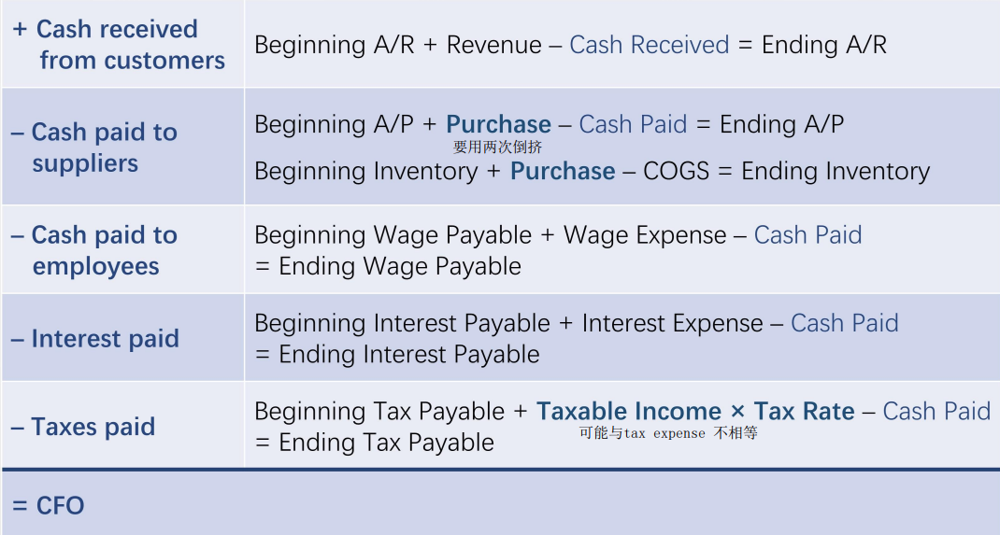 + Cash received
from customers
Beginning A/R + Revenue – Cash Received = Ending A/R
– Cash paid to
suppliers
Beginning A/P + Purchase – Cash Paid = Ending A/P
要用两次倒挤
Beginning Inventory + Purchase – COGS = Ending Inventory
– Cash paid to
employees
Beginning Wage Payable + Wage Expense – Cash Paid
= Ending Wage Payable
– Interest paid
Beginning Interest Payable + Interest Expense – Cash Paid
= Ending Interest Payable
– Taxes paid
Beginning Tax Payable + Taxable Income × Tax Rate – Cash Paid
可能与tax expense 不相等
= Ending Tax Payable
= CFO